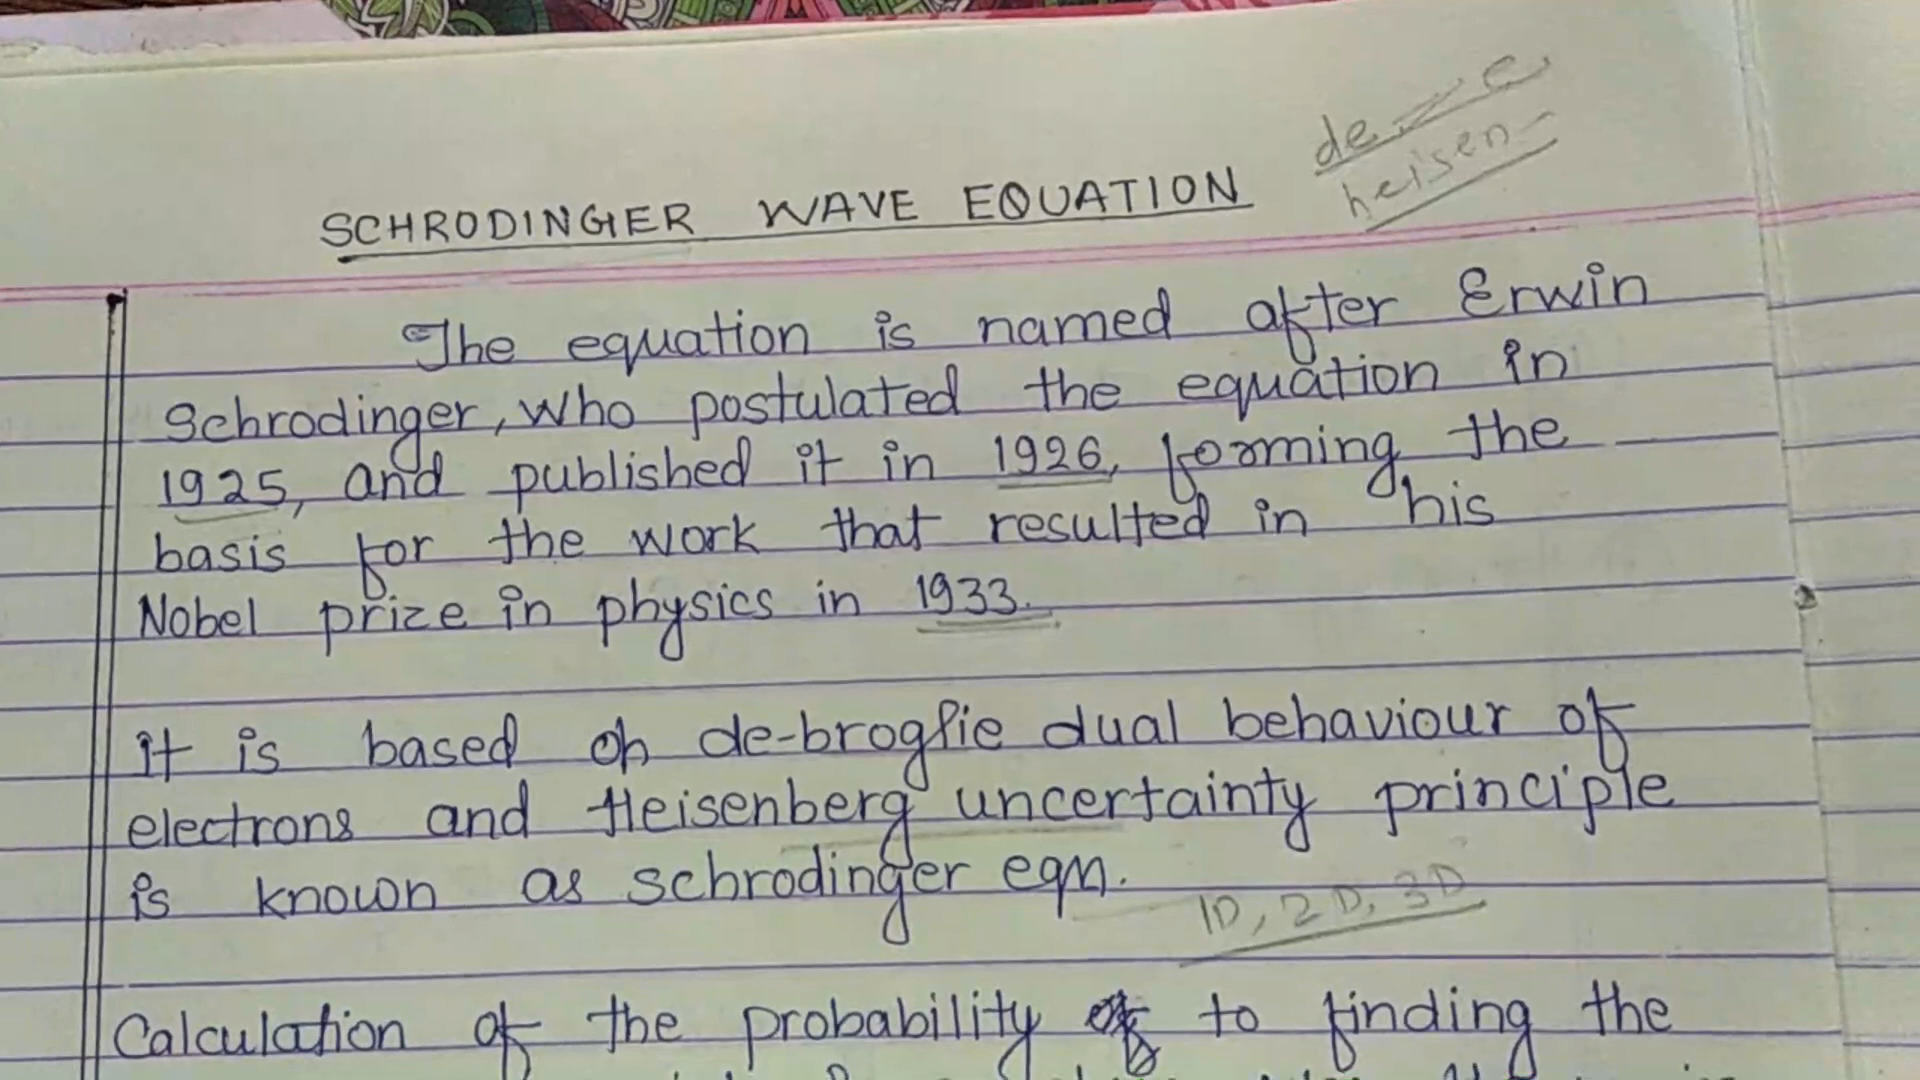 de
heisen-
SCHRODINGER WAVE EQUATION
The equation is named after Erwin
Schrodinger, who postulated the equation in
1925, and published it in 1926, forming the
basis for the work that resulted in his
Nobel prize in physics in 1933.
it is based on de-broglie dual behaviour of
electrons and Heisenberg uncertainty principle
is known as schrodinger eqn.
1D, 2D, 3D
Calculation of the probability to finding the